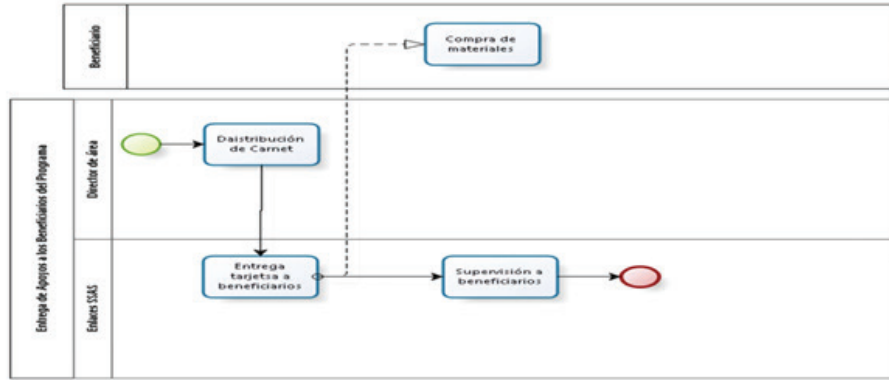 Beneficiario
Compra de
materiales
Entrega de Apoyos a los Beneficiarios del Programa
Director de área
Daistribución
de Carnet
Enlaces SSAS
Entrega
tarjetsa a
beneficiarios
Supervisión a
beneficiarios